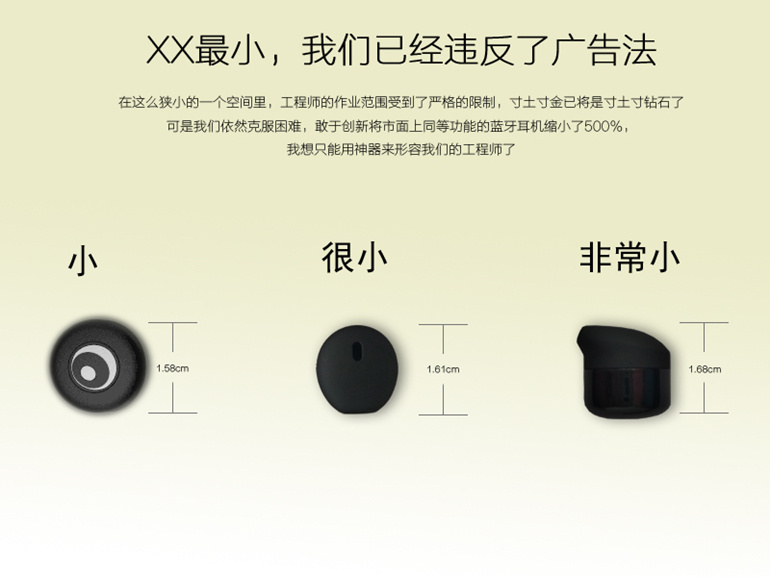 XX最小，我们已经违反了广告法
在这么狭小的一个空间里，工程师的作业范围受到了严格的限制，寸土寸金已将是寸土寸钻石了
可是我们依然克服困难，敢于创新将市面上同等功能的蓝牙耳机缩小了500%，
我想只能用神器来形容我们的工程师了
小
很小
非常小
1.58cm
1.61cm
1.68cm